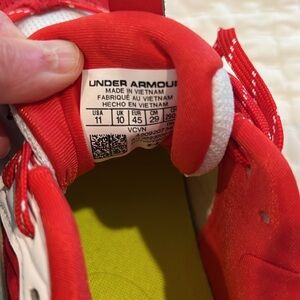 UNDER ARMOUR
MADE IN VIETNAM
FABRIQUÉ AU VIETNAM
HECHO EN VIETNAM
USA UK EUR CM
11 10 45 29
VCVN